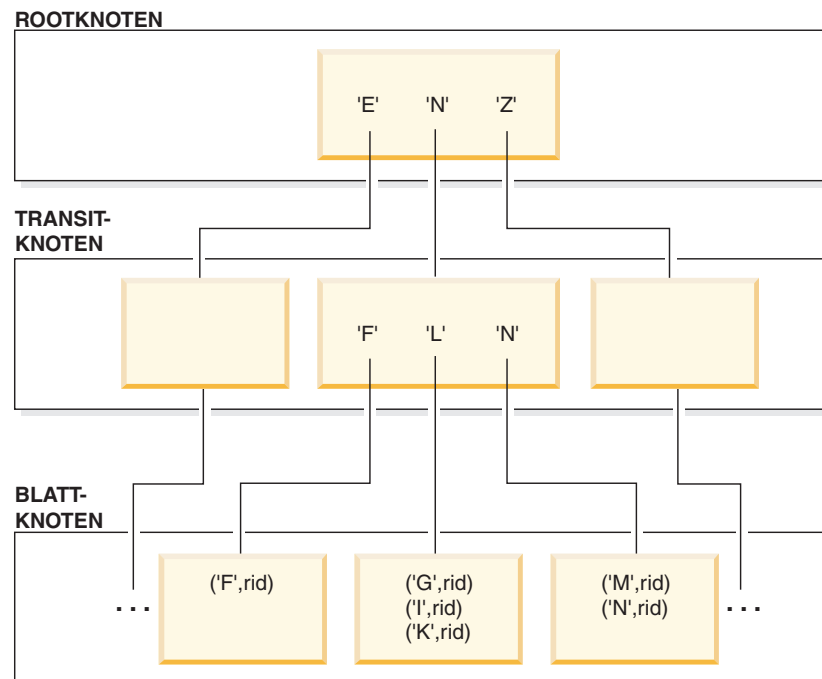 ROOTKNOTEN
'E' 'N' 'Z'
TRANSIT-
KNOTEN
'F' 'L' 'N'
BLATT-
KNOTEN
('F',rid) ('G',rid) ('M',rid)
('I',rid) ('N',rid)
('K',rid)
... ...